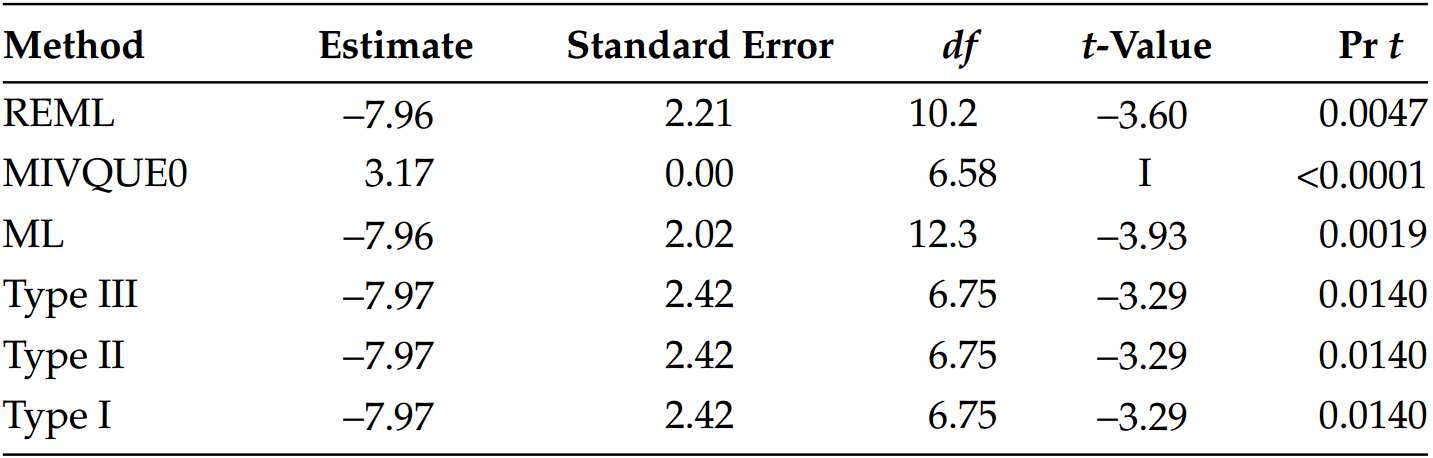 Method Estimate Standard Error df t-Value Pr t
REML –7.96 2.21 10.2 –3.60 0.0047
MIVQUE0 3.17 0.00 6.58 I <0.0001
ML –7.96 2.02 12.3 –3.93 0.0019
Type III –7.97 2.42 6.75 –3.29 0.0140
Type II –7.97 2.42 6.75 –3.29 0.0140
Type I –7.97 2.42 6.75 –3.29 0.0140